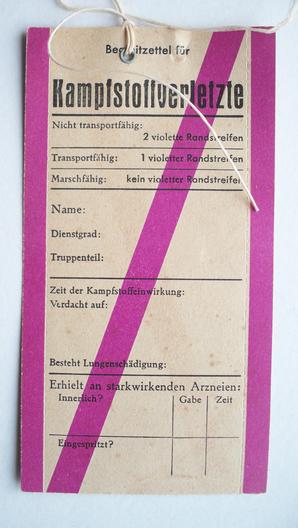 Begleitzettel für
Kampfstoffverletzte
Nicht transportfähig:
2 violette Randstreifen
Transportfähig: 1 violetter Randstreifen
Marschfähig: kein violetter Randstreifen
Name:
Dienstgrad:
Truppenteil:
Zeit der Kampfstoffeinwirkung:
Verdacht auf:
Besteht Lungenschädigung:
Erhielt an starkwirkenden Arzneien:
Innerlich? Gabe Zeit
Eingespritzt?